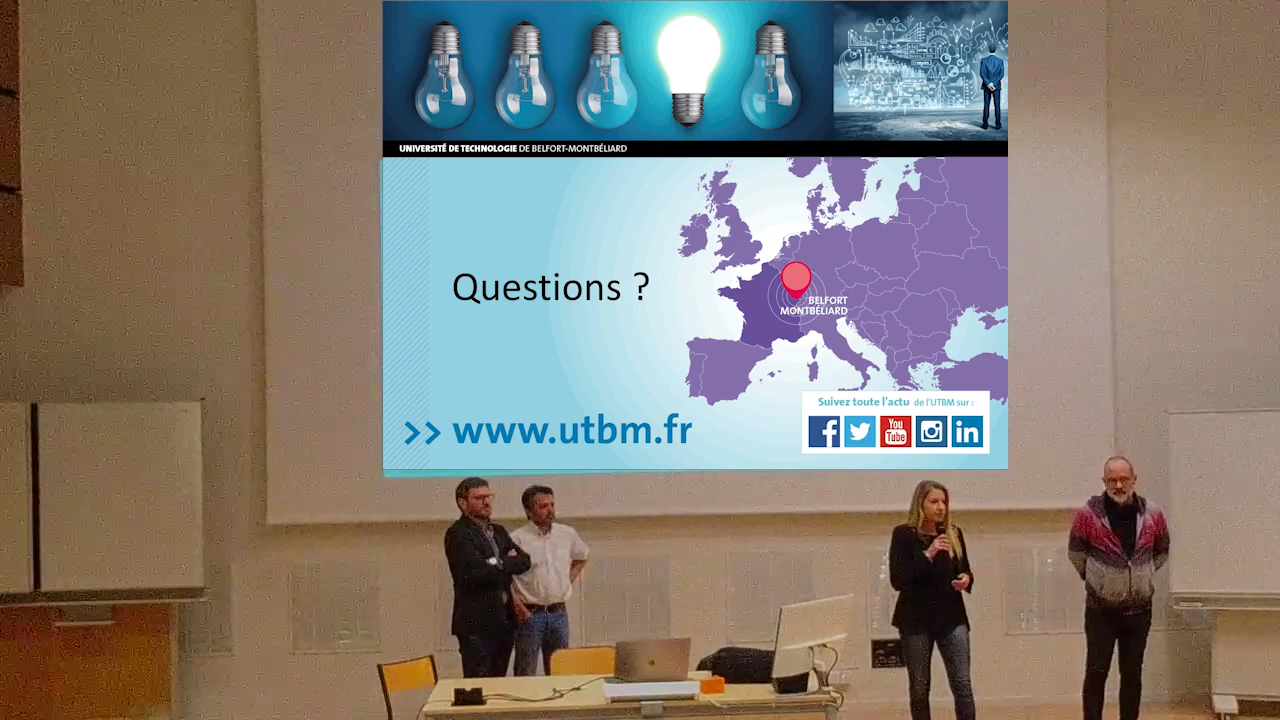 UNIVERSITÉ DE TECHNOLOGIE DE BELFORT-MONTBÉLIARD
Questions ?
BELFORT
MONTBÉLIARD
Suivez toute l'actu de l'UTBM sur :
You
Tube
>> www.utbm.fr